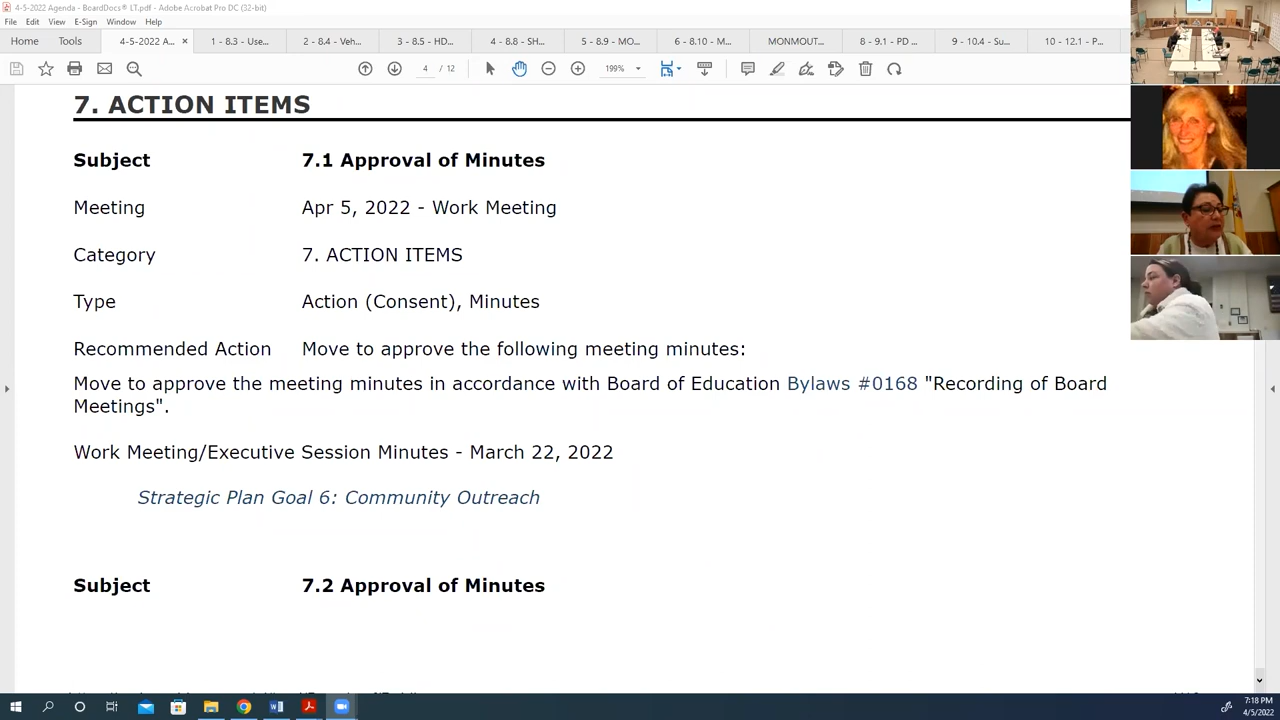 4-5-2022 Agenda - BoardDocs® LT.pdf - Adobe Acrobat Pro DC (32-bit)
File Edit View E-Sign Window Help
Home Tools 4-5-2022 A... × 1 - 8.3 - Use... 2 - 8.4 - Veh... 3 - 8.5 - HD... 5 - 8.9 - MO... 6 - 8.10 - M... MONMOUT... 8 - 9.1 - PD ... 9 - 10.4 - Su... 10 - 12.1 - P...
4 / 12 199%
7. ACTION ITEMS
Subject 7.1 Approval of Minutes
Meeting Apr 5, 2022 - Work Meeting
Category 7. ACTION ITEMS
Type Action (Consent), Minutes
Recommended Action Move to approve the following meeting minutes:
Move to approve the meeting minutes in accordance with Board of Education Bylaws #0168 "Recording of Board
Meetings".
Work Meeting/Executive Session Minutes - March 22, 2022
Strategic Plan Goal 6: Community Outreach
Subject 7.2 Approval of Minutes
7:18 PM
4/5/2022